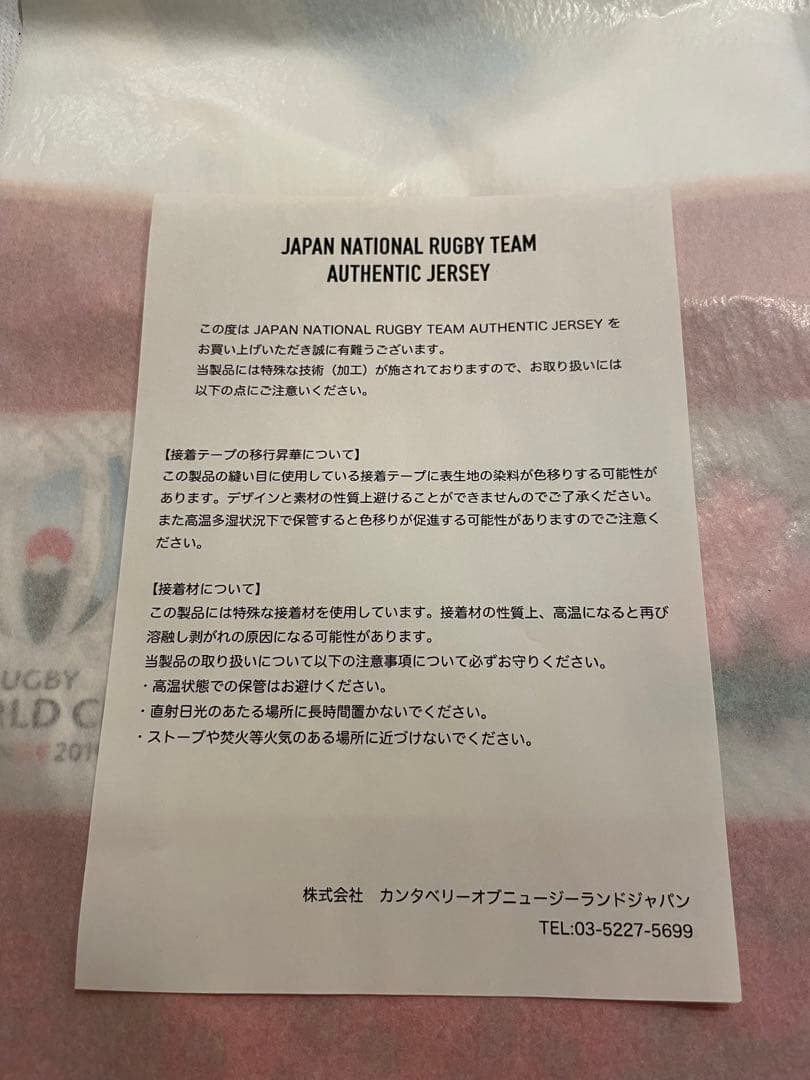 JAPAN NATIONAL RUGBY TEAM
AUTHENTIC JERSEY
この度は JAPAN NATIONAL RUGBY TEAM AUTHENTIC JERSEY を
お買い上げいただき誠に有難うございます。
当製品には特殊な技術（加工）が施されておりますので、お取り扱いには
以下の点にご注意いください。
【接着テープの移行昇華について】
この製品の縫い目に使用している接着テープに表生地の染料が色移りする可能性が
あります。デザインと素材の性質上避けることができませんのでご了承ください。
また高温多湿状況下で保管すると色移りが促進する可能性がありますのでご注意く
ださい。
【接着材について】
この製品には特殊な接着材を使用しています。接着材の性質上、高温になると再び
溶融し剥がれの原因になる可能性があります。
当製品の取り扱いについて以下の注意事項について必ずお守りください。
・高温状態での保管はお避けください。
・直射日光のあたる場所に長時間置かないでください。
・ストーブや焚火等火気のある場所に近づけないでください。
UGBY
RLD C
201
株式会社　カンタベリーオブニュージーランドジャパン
TEL:03-5227-5699